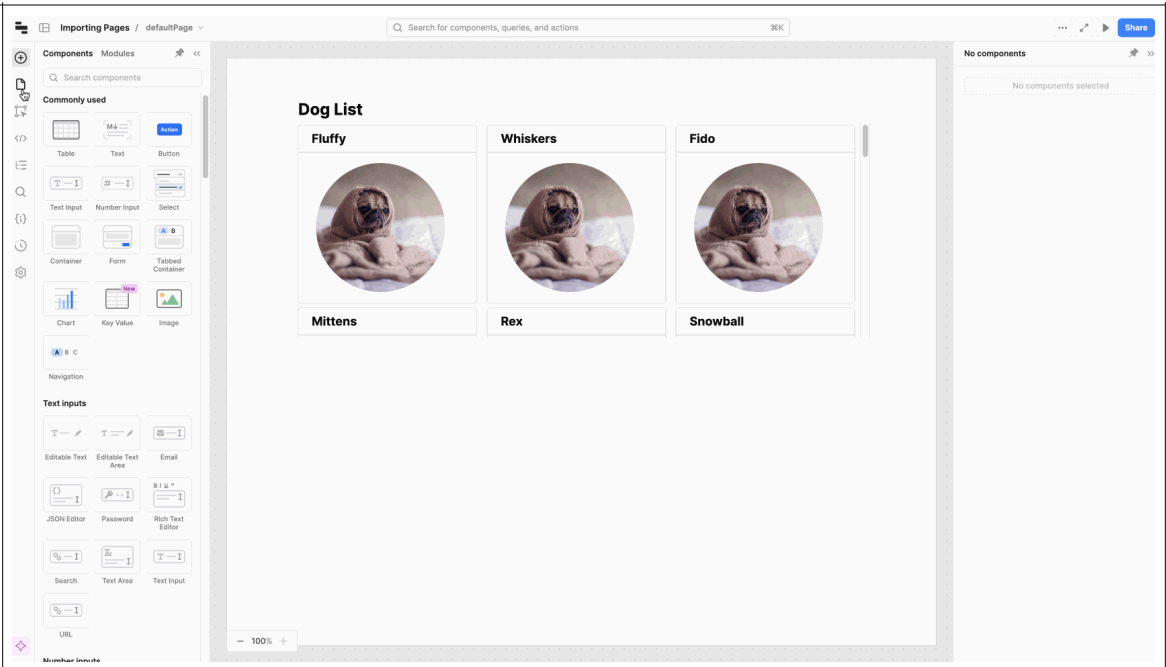 Importing Pages / defaultPage
Search for components, queries, and actions ⌘K
Share
Components Modules
No components
Search components
No components selected
Commonly used
Dog List
Fluffy Whiskers Fido
M↓
Action
Table Text Button
T I # I
Text Input Number Input Select
A B
Container Form Tabbed
Container
New
Chart Key Value Image
Mittens Rex Snowball
A B C
Navigation
Text inputs
Editable Text Editable Text Email
Area
B I U "
JSON Editor Password Rich Text
Editor
Search Text Area Text Input
URL
100%
Number inputs